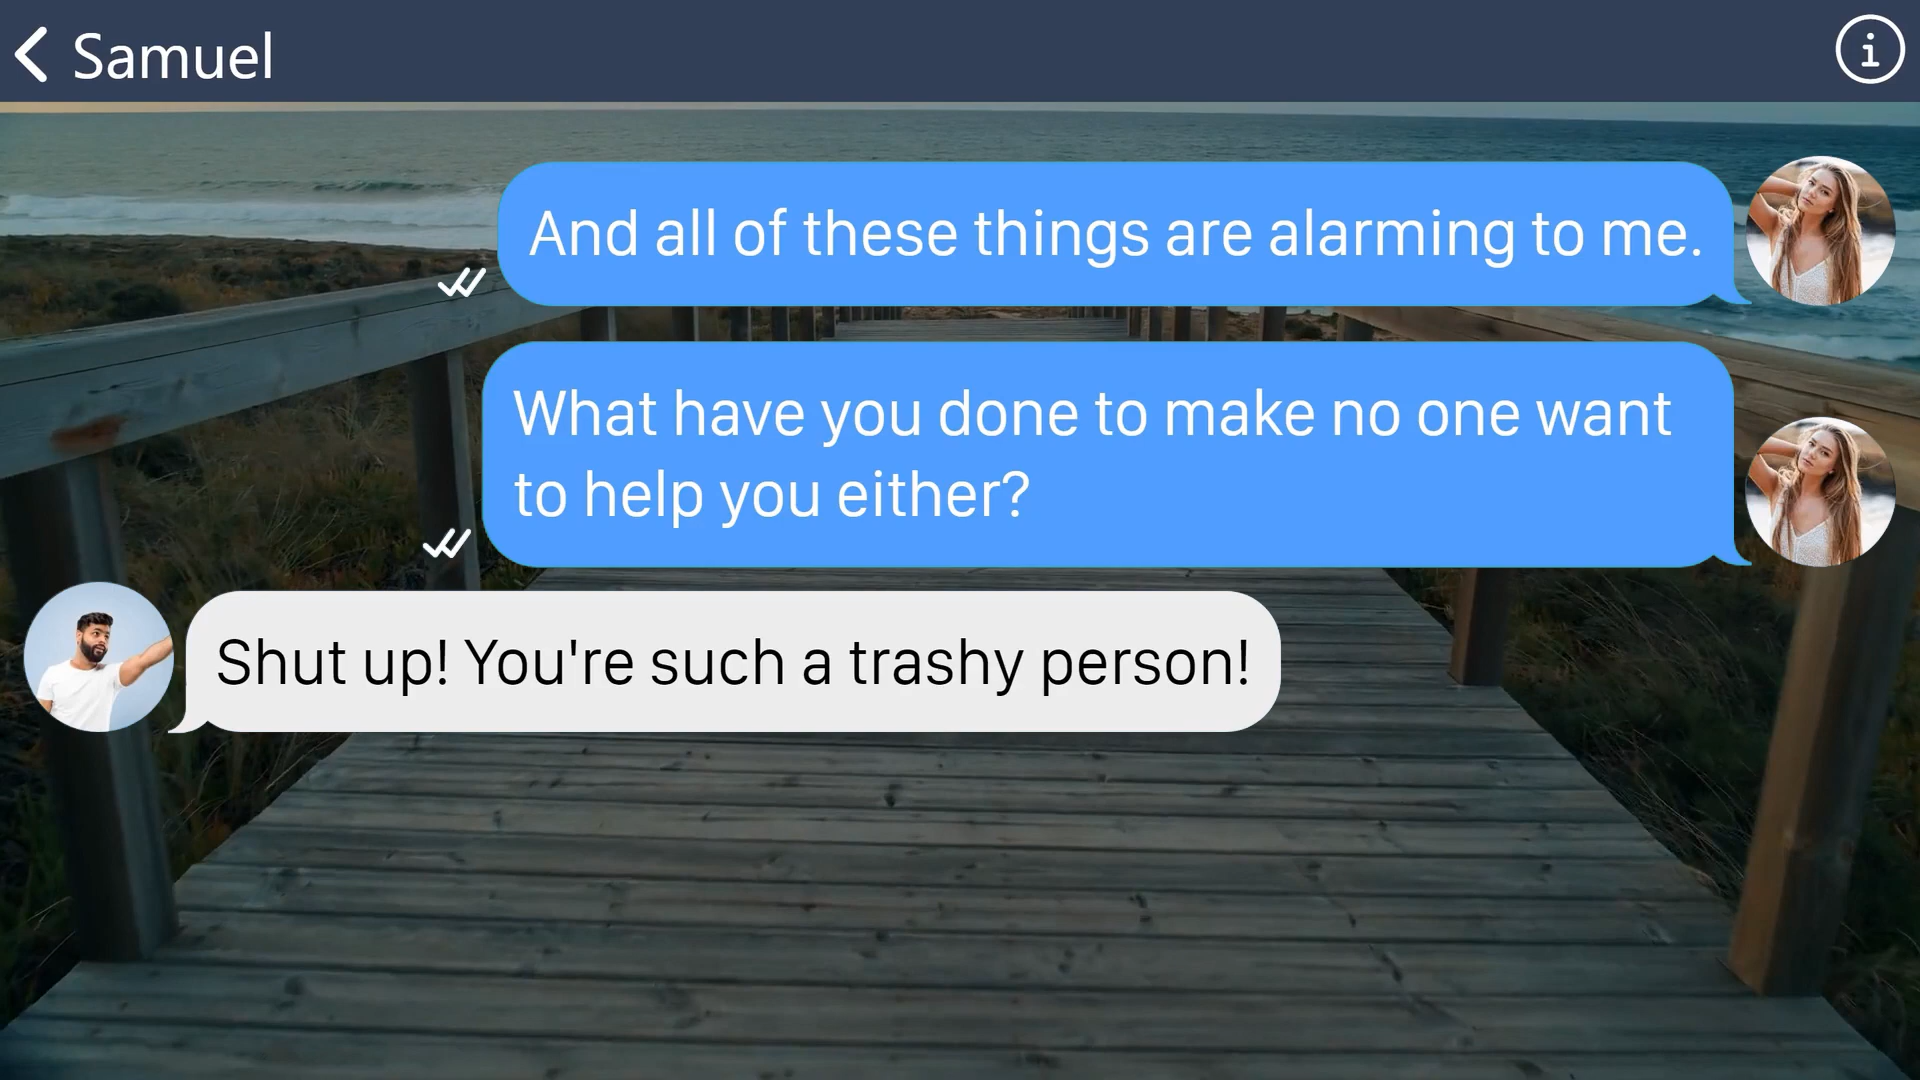 Samuel
And all of these things are alarming to me.
What have you done to make no one want
to help you either?
Shut up! You're such a trashy person!